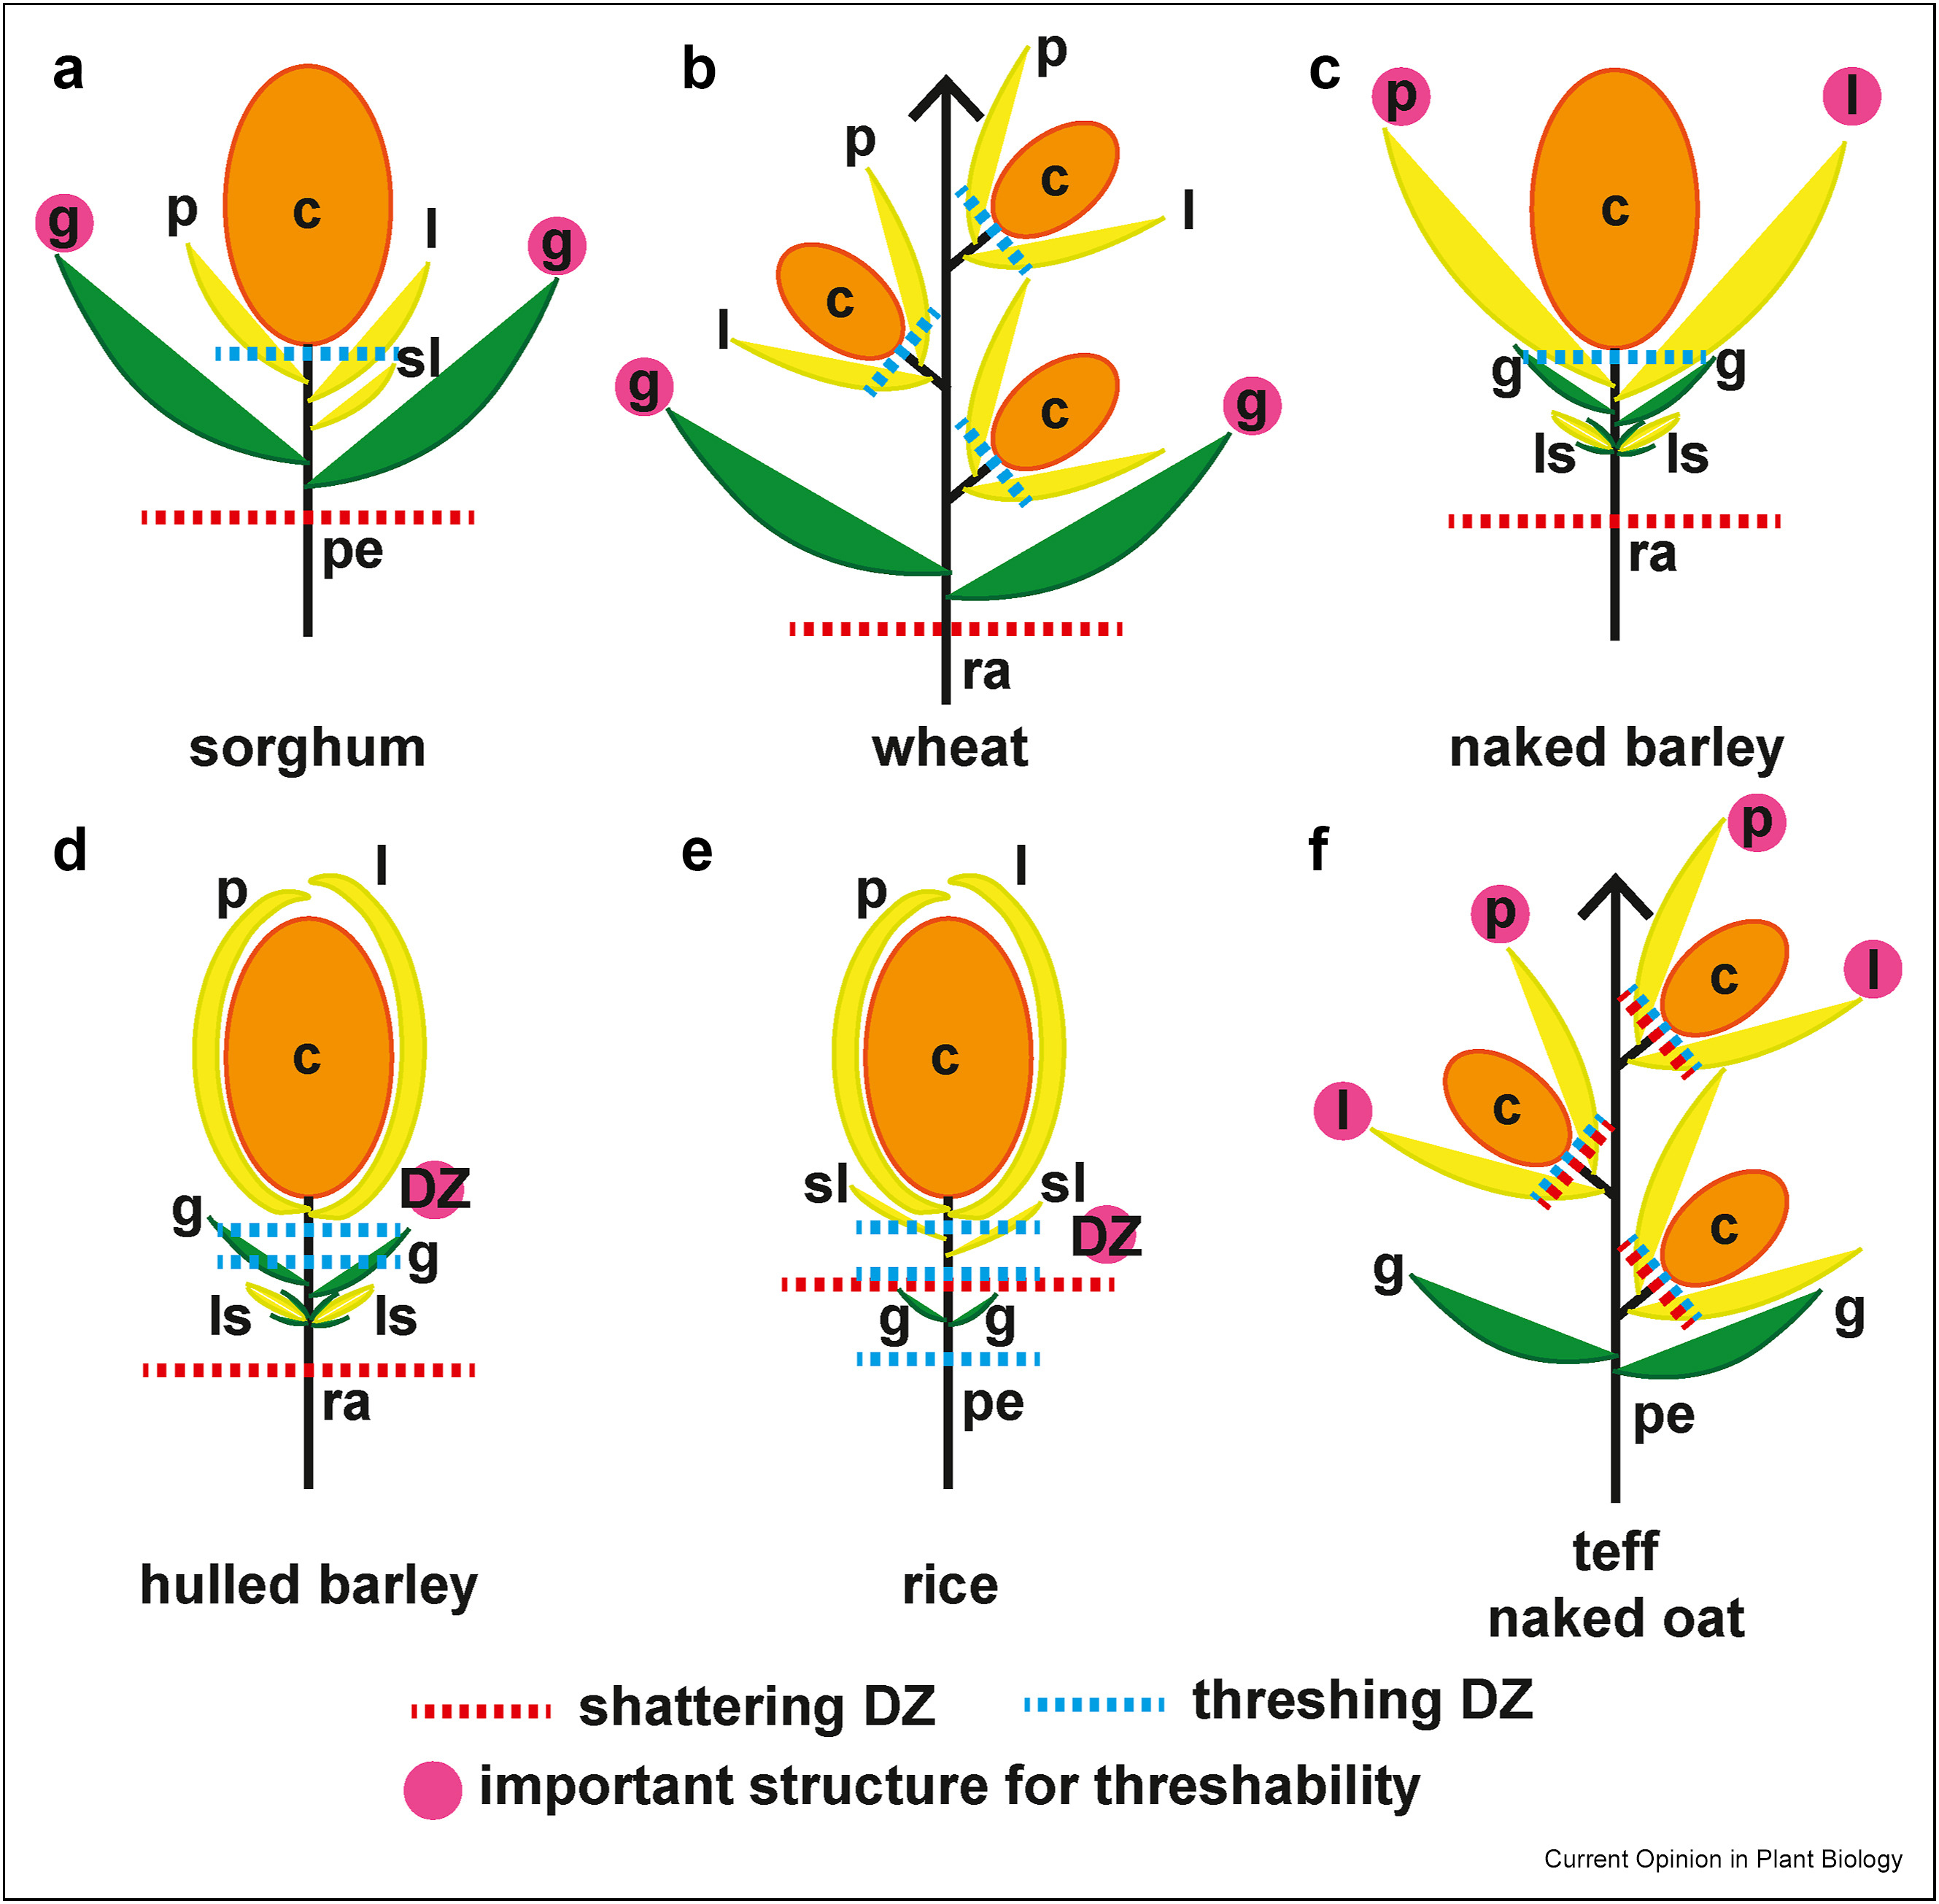 a
b
c
p
p
l
c
c
p
l
g
g
c
p
l
c
sl
g
g
c
l
g
g
c
g
g
ls
ls
pe
ra
ra
sorghum
wheat
naked barley
d
e
f
p
l
p
l
p
p
c
l
c
c
l
c
DZ
g
g
ls
ls
ra
sl
sl
DZ
g
g
pe
c
g
g
pe
hulled barley
rice
teff
naked oat
shattering DZ
threshing DZ
important structure for threshability
Current Opinion in Plant Biology